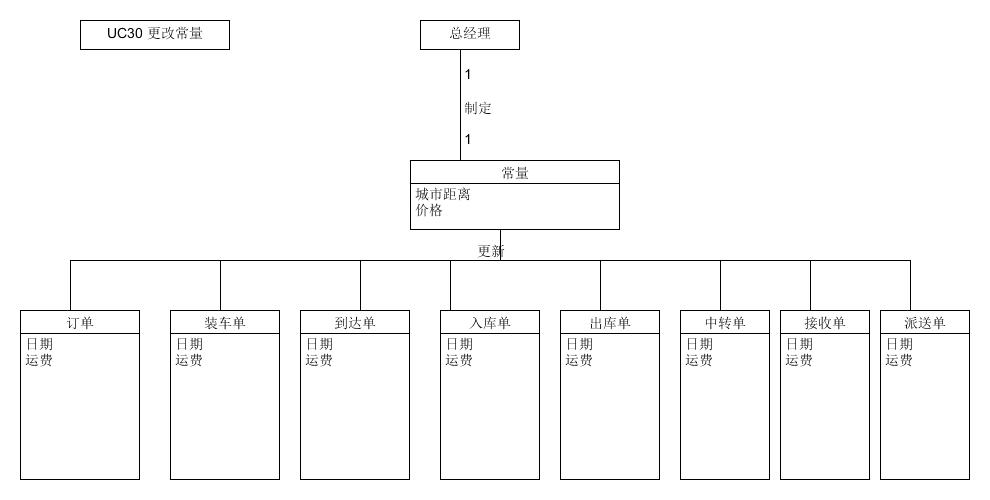 UC30 更改常量
总经理
1
制定
1
常量
城市距离
价格
更新
订单
日期
运费
装车单
日期
运费
到达单
日期
运费
入库单
日期
运费
出库单
日期
运费
中转单
日期
运费
接收单
日期
运费
派送单
日期
运费